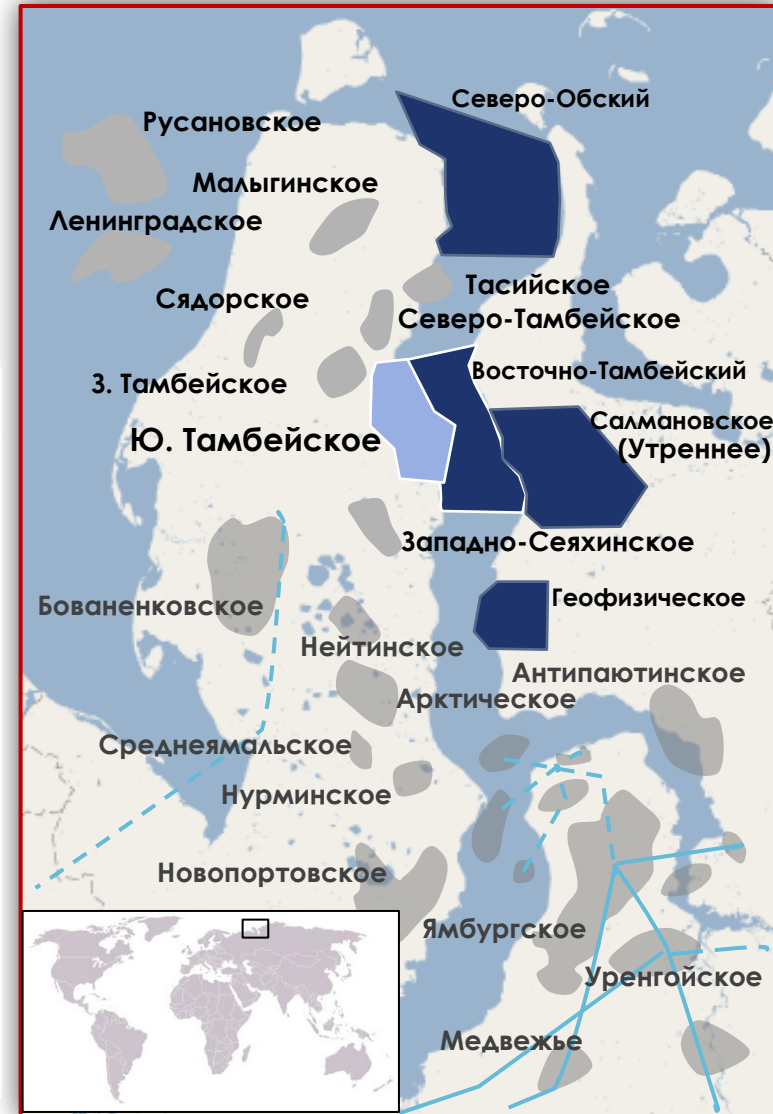 Северо-Обский
Русановское
Малыгинское
Ленинградское
Тасийское
Сядорское
Северо-Тамбейское
Восточно-Тамбейский
З. Тамбейское
Салмановское
(Утреннее)
Ю. Тамбейское
Западно-Сеяхинское
Геофизическое
Бованенковское
Нейтинское
Антипаютинское
Арктическое
Среднеямальское
Нурминское
Новопортовское
Ямбургское
Уренгойское
Медвежье